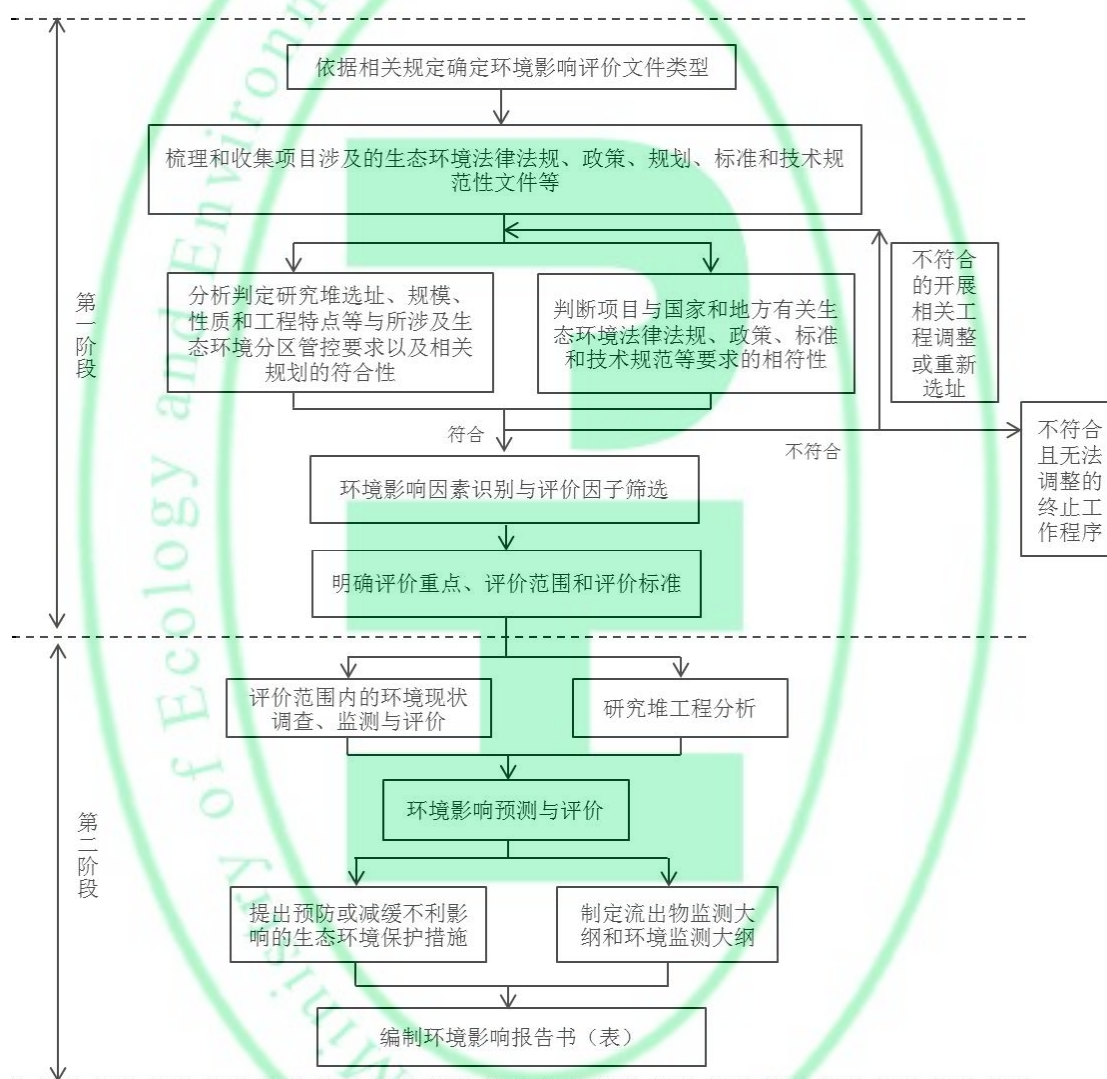 依据相关规定确定环境影响评价文件类型
梳理和收集项目涉及的生态环境法律法规、政策、规划、标准和技术规
范性文件等
第一阶段
分析判定研究堆选址、规模、
性质和工程特点等与所涉及生
态环境分区管控要求以及相关
规划的符合性
判断项目与国家和地方有关生
态环境法律法规、政策、标准
和技术规范等要求的相符性
不符合
的开展
相关工
程调整
或重新
选址
符合
不符合
不符合
且无法
调整的
终止工
作程序
环境影响因素识别与评价因子筛选
明确评价重点、评价范围和评价标准
第二阶段
评价范围内的环境现状
调查、监测与评价
研究堆工程分析
环境影响预测与评价
提出预防或减缓不利影
响的生态环境保护措施
制定流出物监测大
纲和环境监测大纲
编制环境影响报告书（表）
Ministry of Ecology and Environm